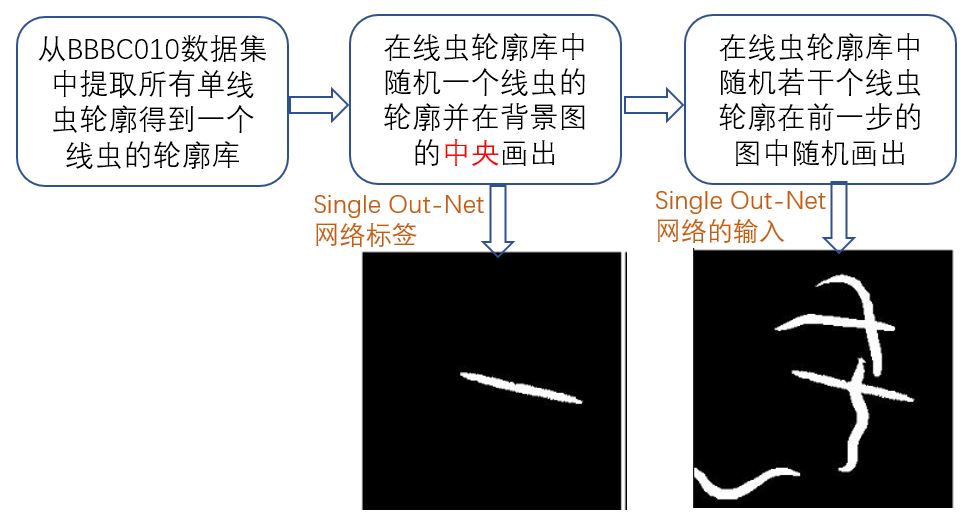 从BBBC010数据集
中提取所有单线
虫轮廓得到一个
线虫的轮廓库
在线虫轮廓库中
随机一个线虫的
轮廓并在背景图
的中央画出
在线虫轮廓库中
随机若干个线虫
轮廓在前一步的
图中随机画出
Single Out-Net
网络标签
Single Out-Net
网络的输入